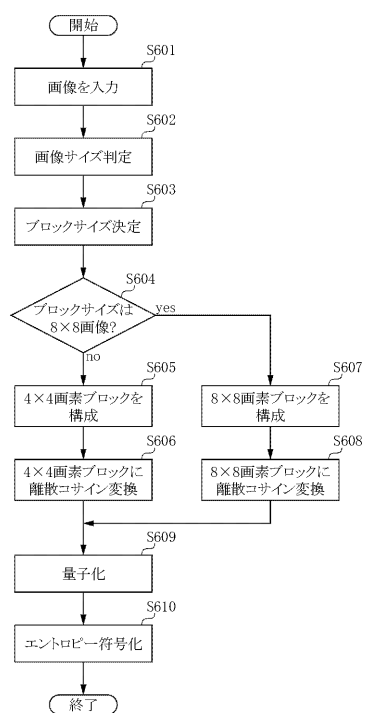 開始
S601
画像を入力
S602
画像サイズ判定
S603
ブロックサイズ決定
S604
ブロックサイズは
8×8画像?
yes
no
S605
4×4画素ブロックを
構成
S606
4×4画素ブロックに
離散コサイン変換
S607
8×8画素ブロックを
構成
S608
8×8画素ブロックに
離散コサイン変換
S609
量子化
S610
エントロピー符号化
終了